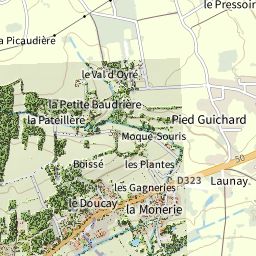 le Pressoir
la Picaudière
le Val d'Oyré
la Petite Baudrière
la Pateillère
Pied Guichard
Moque-Souris
50
Boissé
les Plantes
D323
Launay
les Gagneries
le Doucay
la Monerie